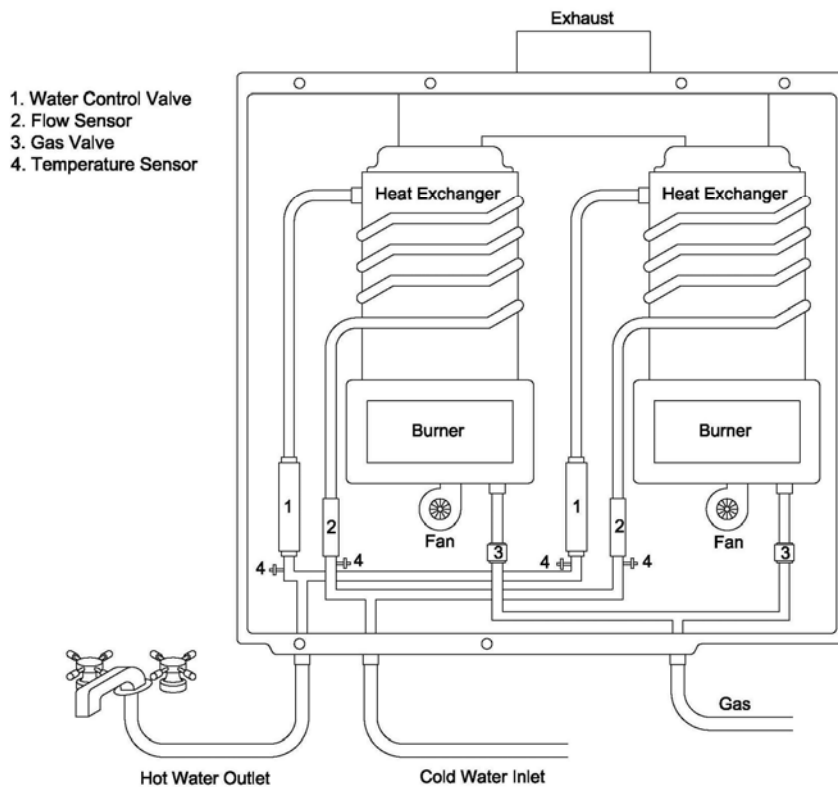 Exhaust
1. Water Control Valve
2. Flow Sensor
3. Gas Valve
4. Temperature Sensor
Heat Exchanger
Heat Exchanger
Burner
Burner
1
2
1
2
Fan
Fan
3
3
4
4
4
4
Gas
Hot Water Outlet
Cold Water Inlet